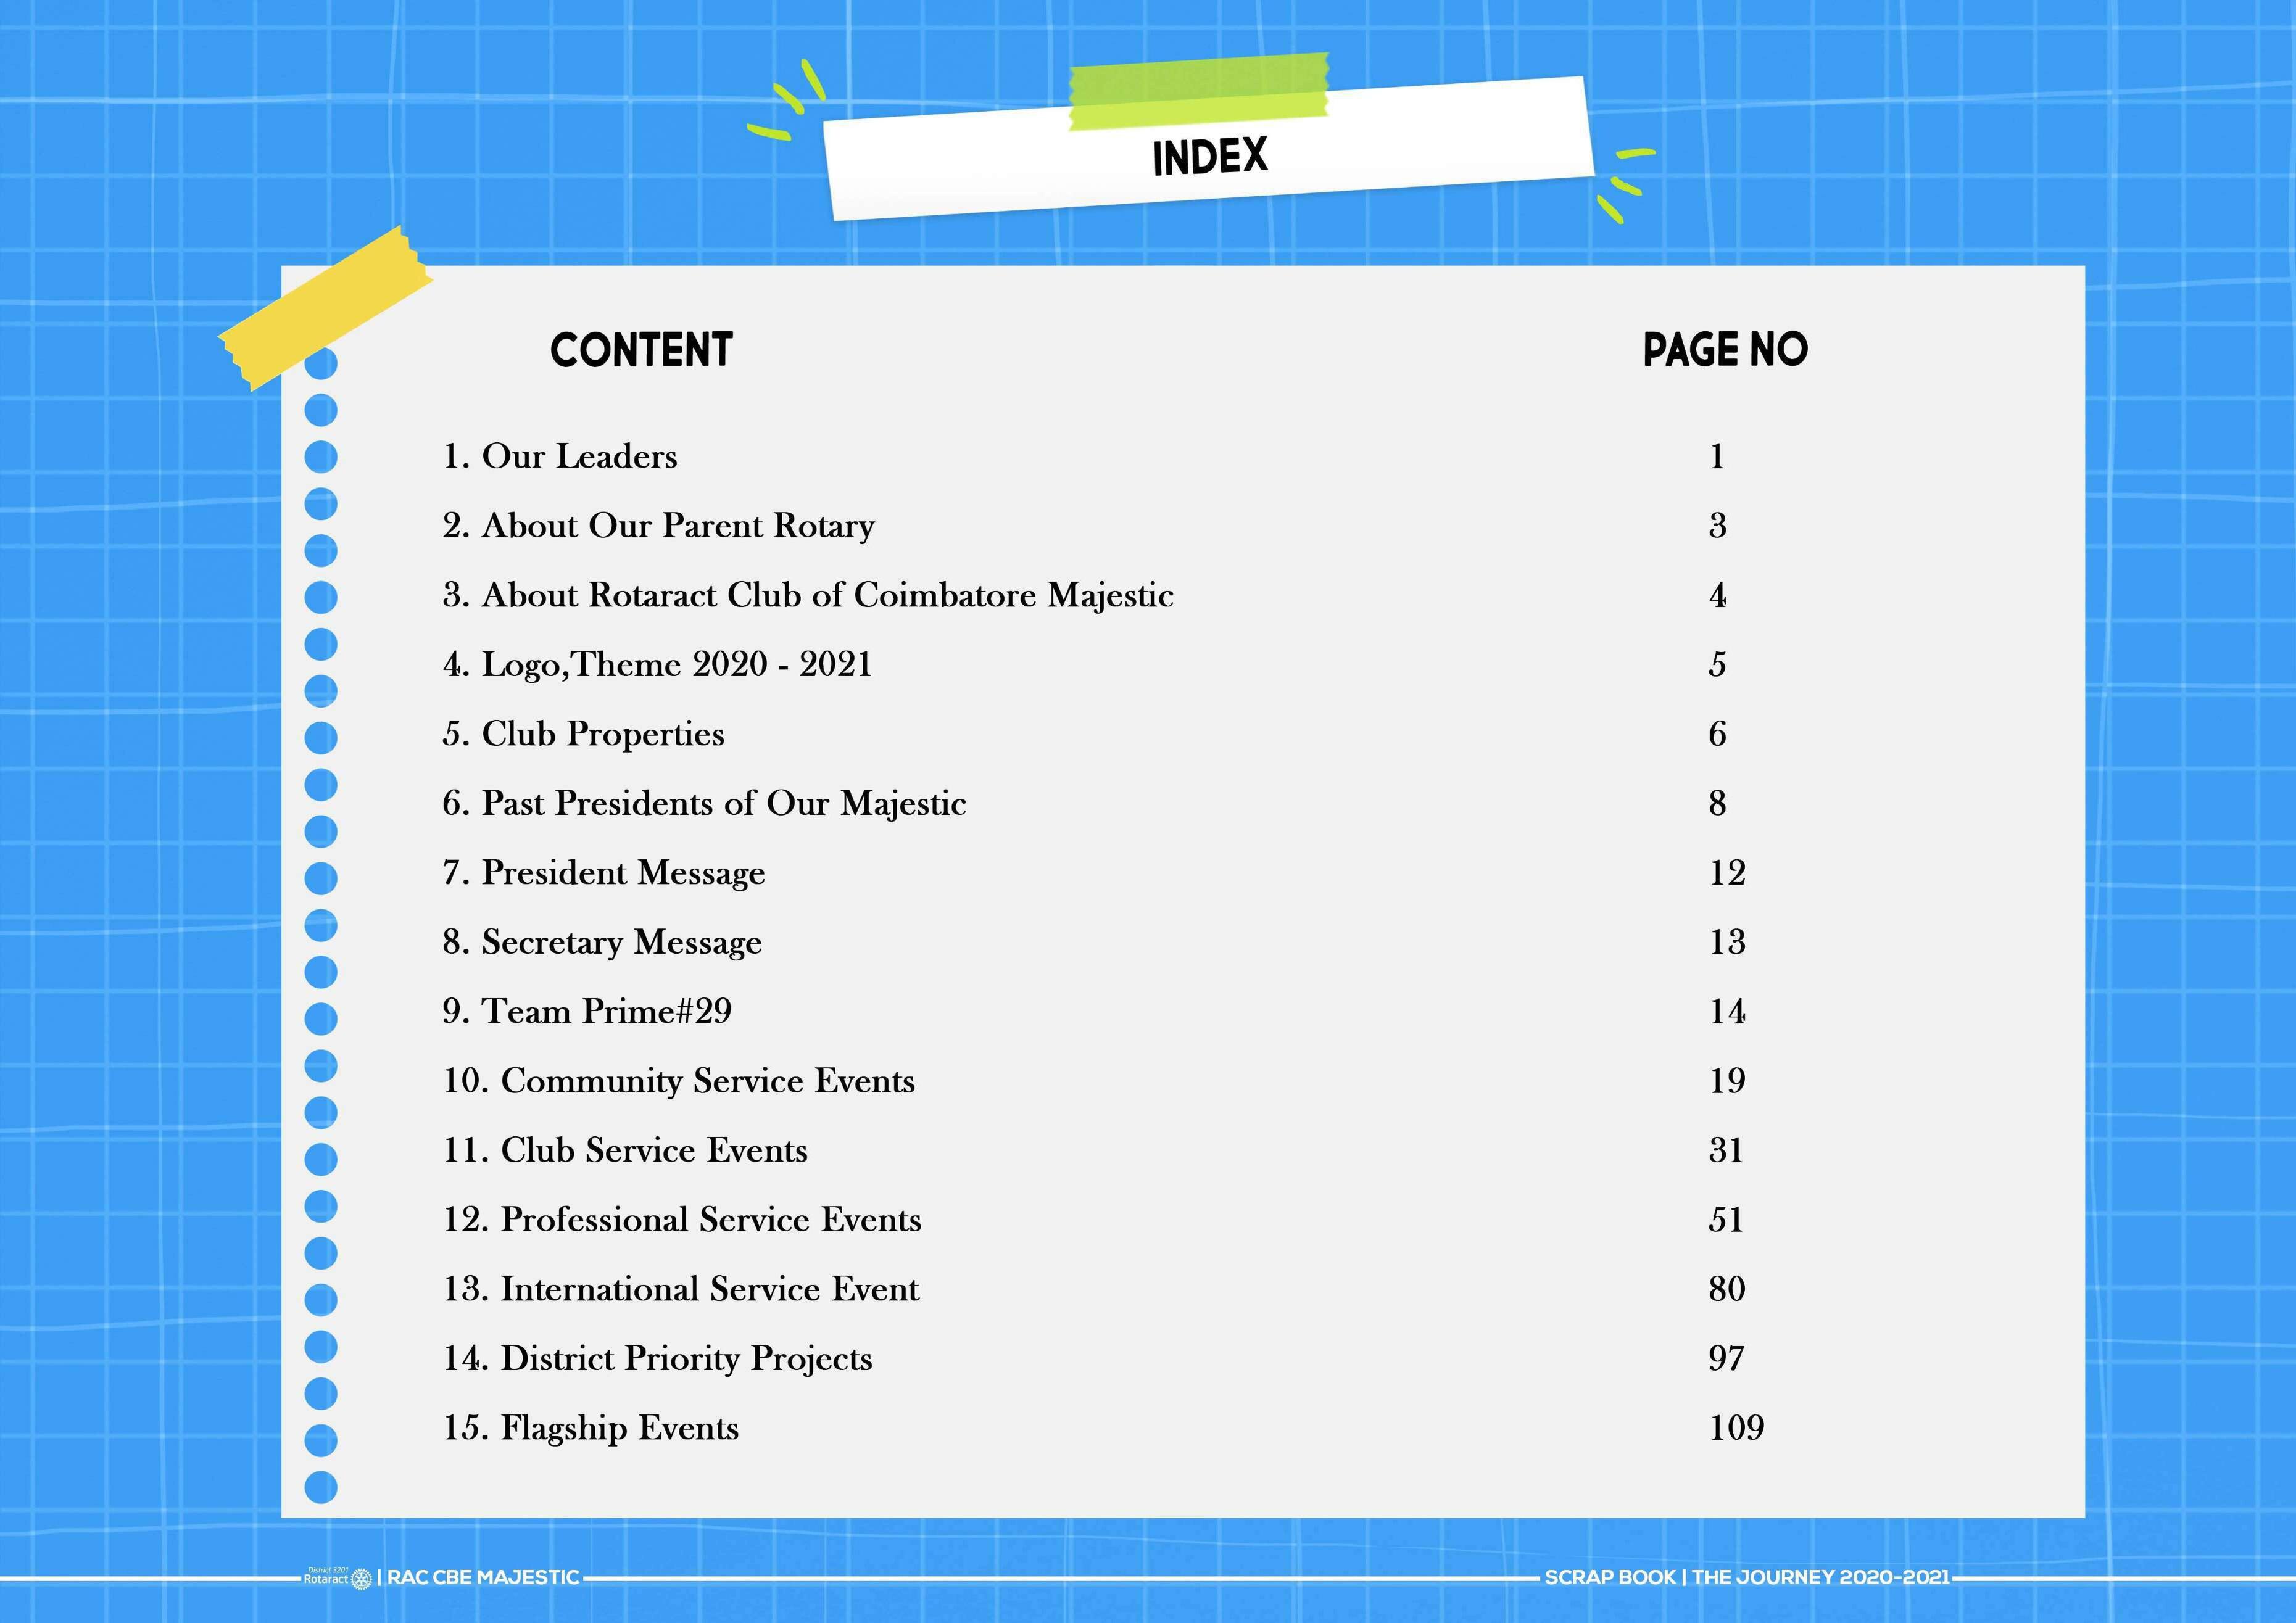 INDEX
CONTENT PAGE NO
1. Our Leaders 1
2. About Our Parent Rotary 3
3. About Rotaract Club of Coimbatore Majestic 4
4. Logo,Theme 2020 - 2021 5
5. Club Properties 6
6. Past Presidents of Our Majestic 8
7. President Message 12
8. Secretary Message 13
9. Team Prime#29 14
10. Community Service Events 19
11. Club Service Events 31
12. Professional Service Events 51
13. International Service Event 80
14. District Priority Projects 97
15. Flagship Events 109
District 3201
Rotaract | RAC CBE MAJESTIC SCRAP BOOK | THE JOURNEY 2020-2021